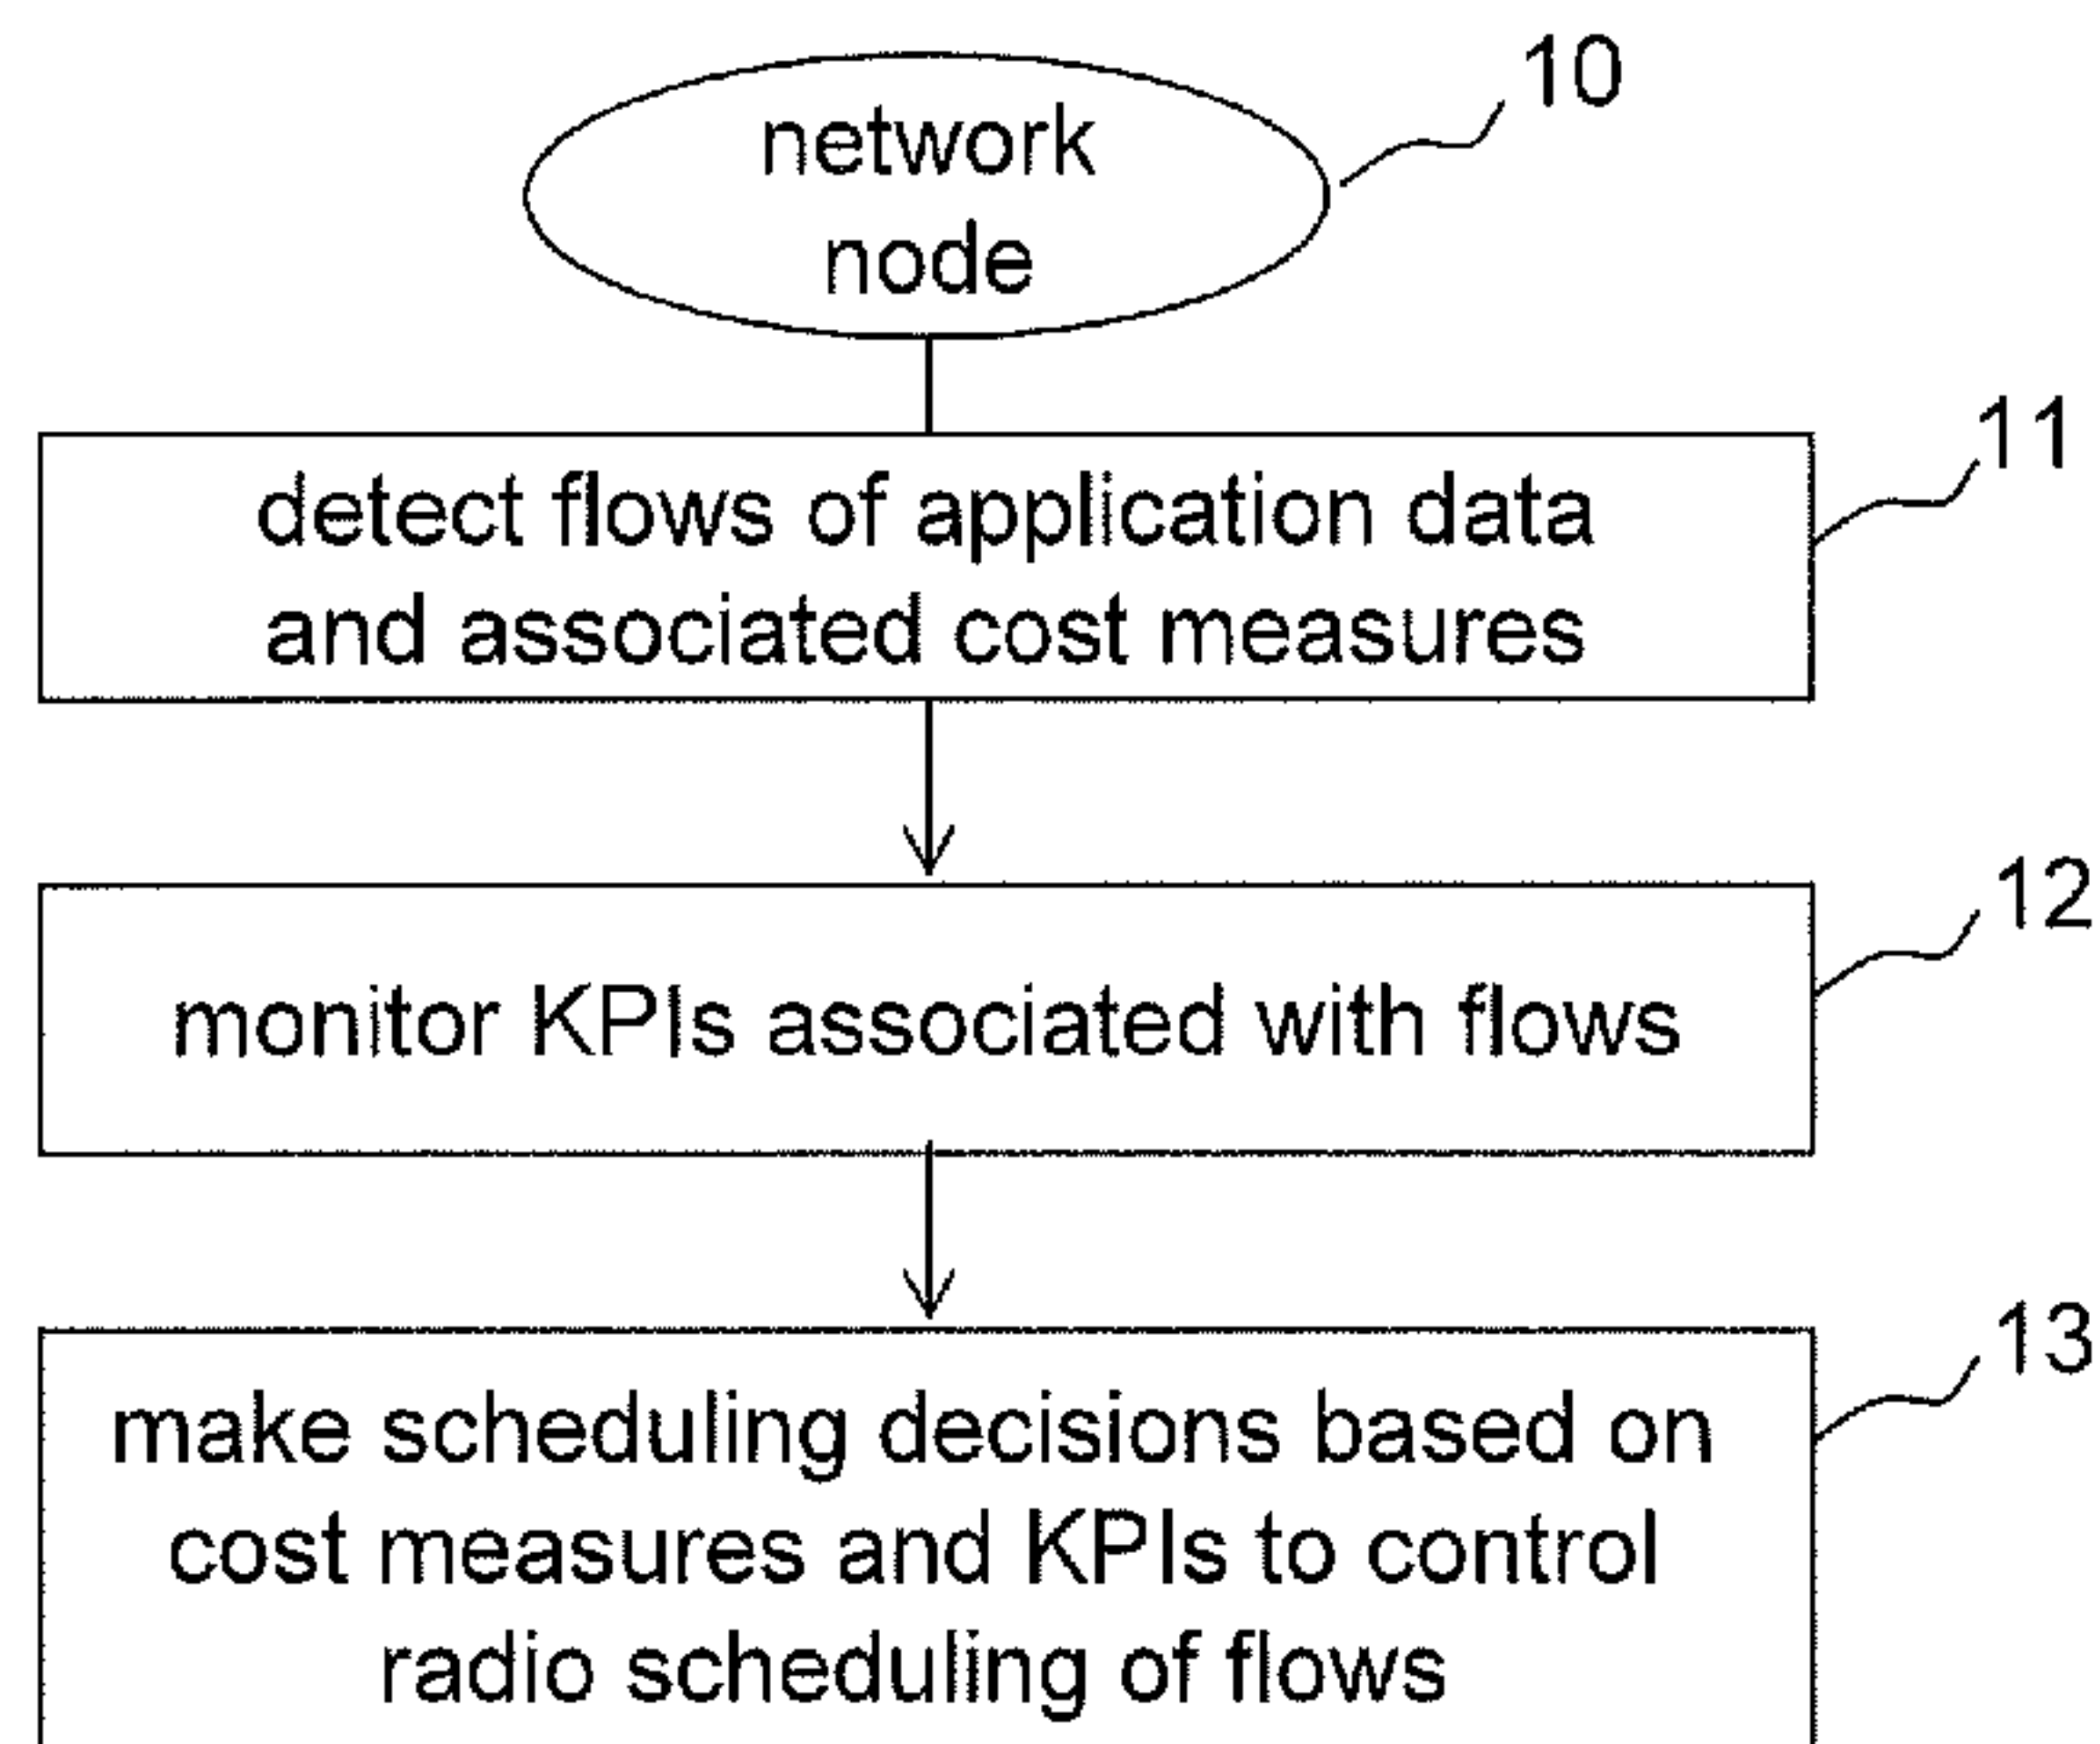 10
network
node
11
detect flows of application data
and associated cost measures
12
monitor KPIs associated with flows
13
make scheduling decisions based on
cost measures and KPIs to control
radio scheduling of flows